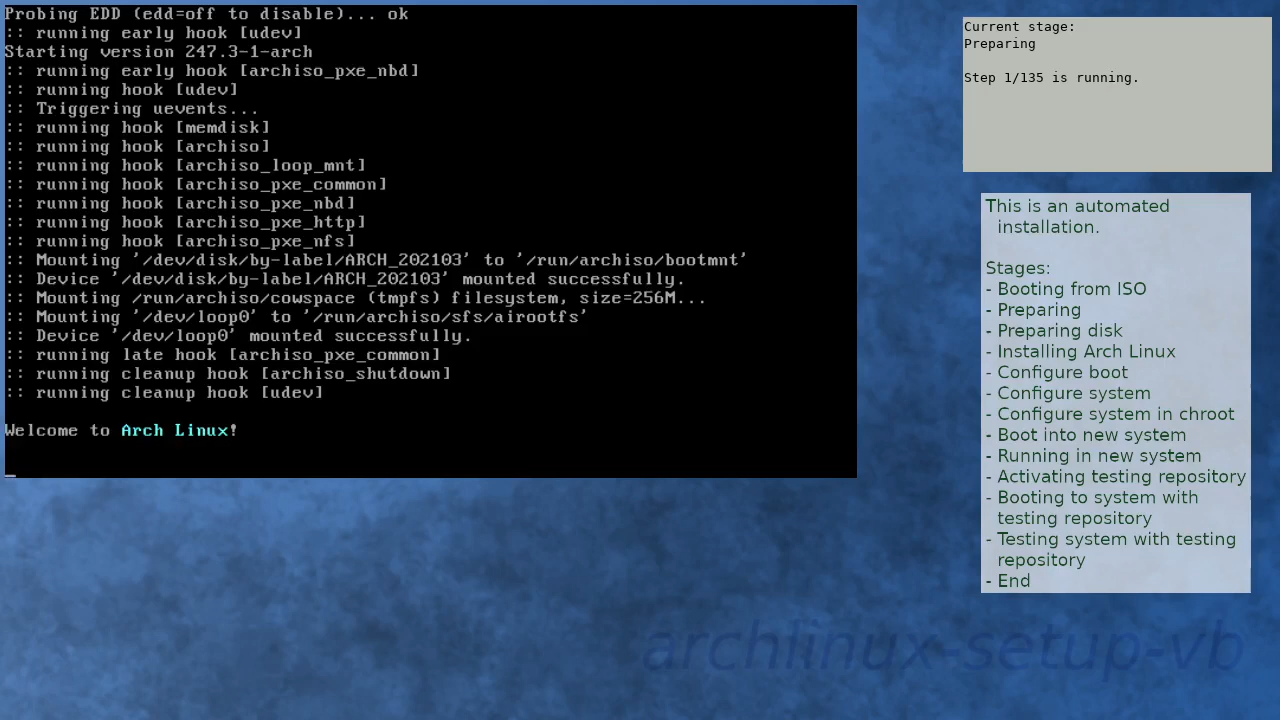 Probing EDD (edd=off to disable)... ok
:: running early hook [udev]
Starting version 247.3-1-arch
:: running early hook [archiso_pxe_nbd]
:: running hook [udev]
:: Triggering uevents...
:: running hook [memdisk]
:: running hook [archiso]
:: running hook [archiso_loop_mnt]
:: running hook [archiso_pxe_common]
:: running hook [archiso_pxe_nbd]
:: running hook [archiso_pxe_http]
:: running hook [archiso_pxe_nfs]
:: Mounting '/dev/disk/by-label/ARCH_202103' to '/run/archiso/bootmnt'
:: Device '/dev/disk/by-label/ARCH_202103' mounted successfully.
:: Mounting /run/archiso/cowspace (tmpfs) filesystem, size=256M...
:: Mounting '/dev/loop0' to '/run/archiso/sfs/airootfs'
:: Device '/dev/loop0' mounted successfully.
:: running late hook [archiso_pxe_common]
:: running cleanup hook [archiso_shutdown]
:: running cleanup hook [udev]
Welcome to Arch Linux!
_
Current stage:
Preparing
Step 1/135 is running.
This is an automated
installation.
Stages:
- Booting from ISO
- Preparing
- Preparing disk
- Installing Arch Linux
- Configure boot
- Configure system
- Configure system in chroot
- Boot into new system
- Running in new system
- Activating testing repository
- Booting to system with
testing repository
- Testing system with testing
repository
- End
archlinux-setup-vb